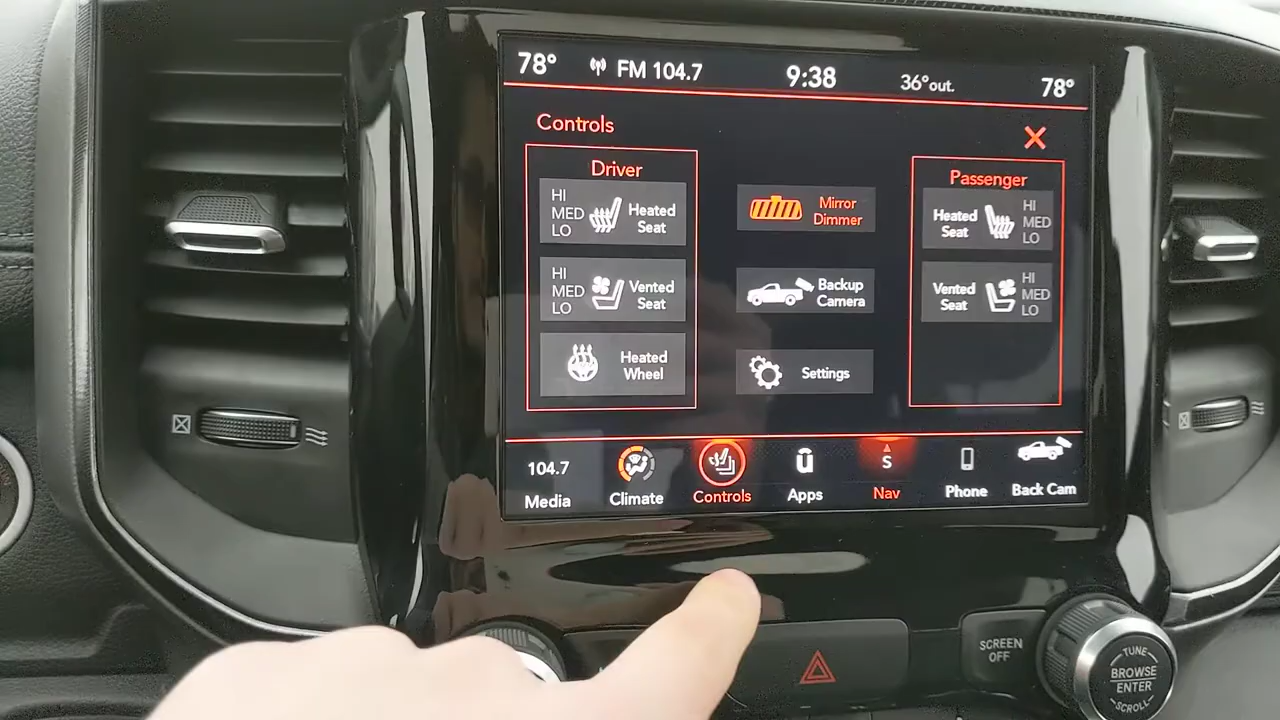 78° FM 104.7 9:38 36°out. 78°
Controls X
Driver
HI
MED
LO
Heated
Seat
HI
MED
LO
Vented
Seat
Heated
Wheel
Mirror
Dimmer
Backup
Camera
Settings
Passenger
Heated
Seat
HI
MED
LO
Vented
Seat
HI
MED
LO
104.7
Media
Climate
Controls
Apps
S
Nav
Phone
Back Cam
SCREEN
OFF
TUNE
BROWSE
ENTER
SCROLL